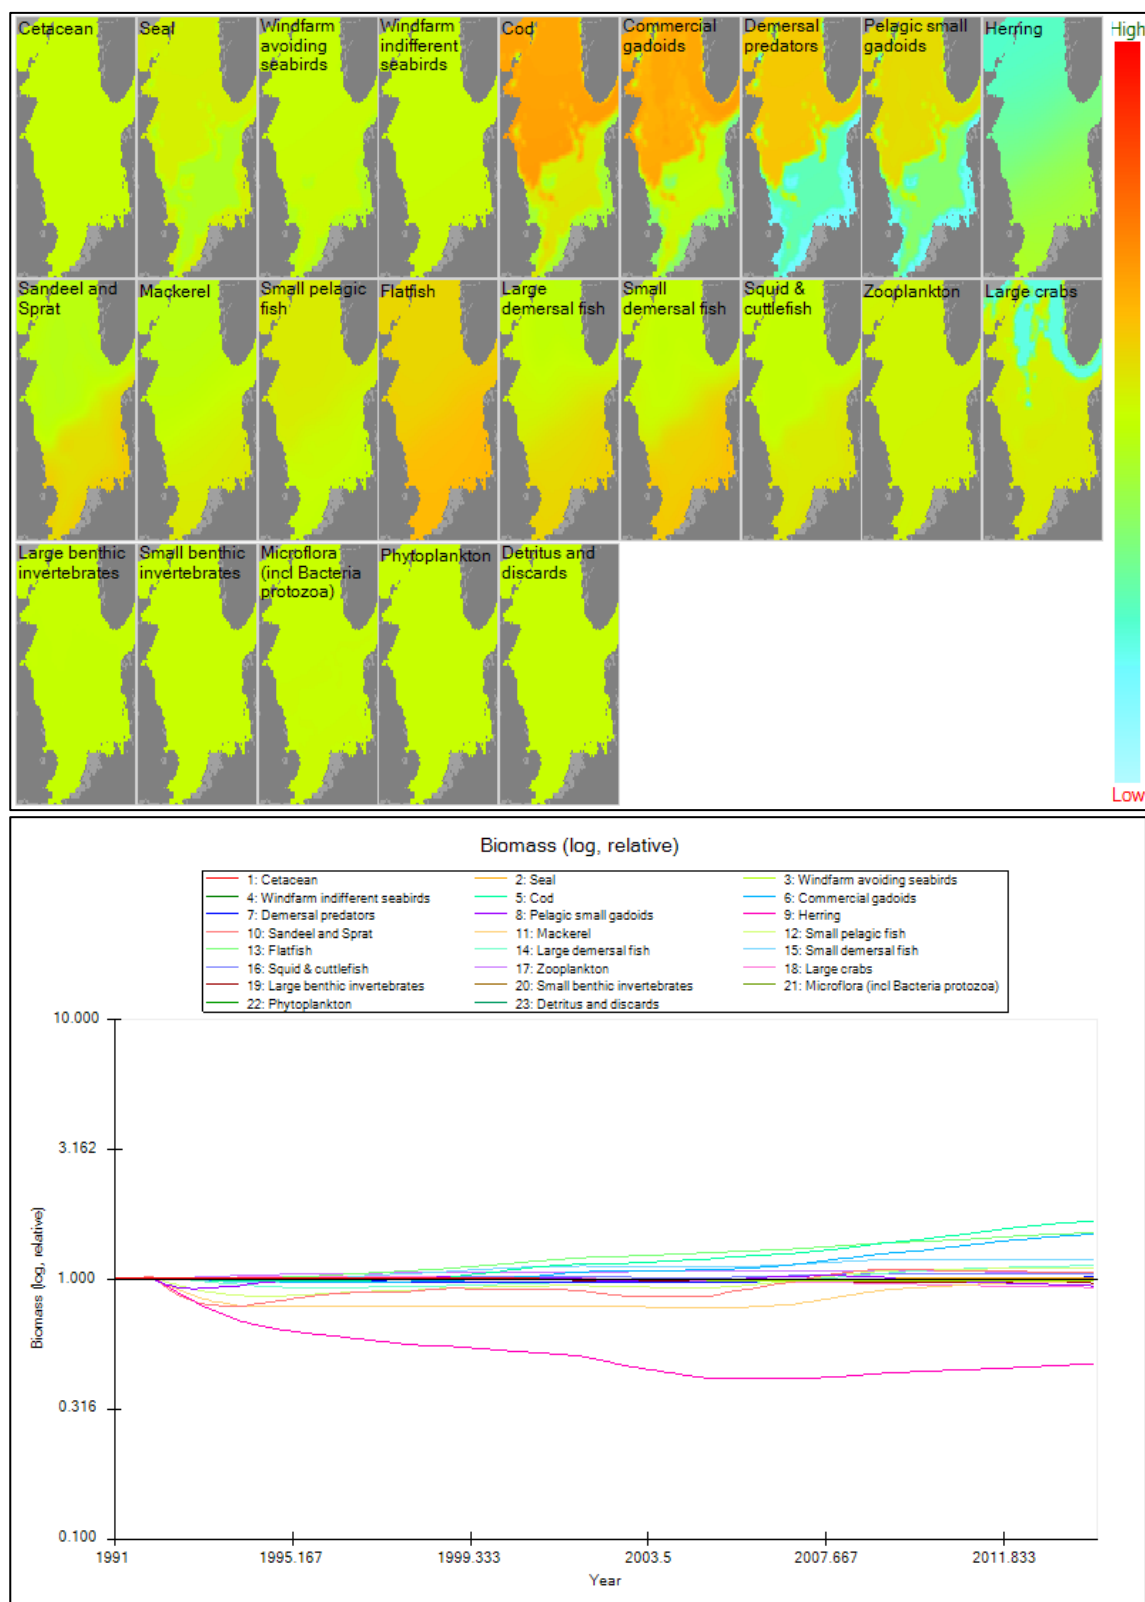 Cetacean
Seal
Windfarm
avoiding
seabirds
Windfarm
indifferent
seabirds
Cod
Commercial
gadoids
Demersal
predators
Pelagic small
gadoids
Herring
High
Sandeel and
Sprat
Mackerel
Small pelagic
fish
Flatfish
Large
demersal fish
Small
demersal fish
Squid &
cuttlefish
Zooplankton
Large crabs
Large benthic
invertebrates
Small benthic
invertebrates
Microflora
(incl Bacteria
protozoa)
Phytoplankton
Detritus and
discards
Low
Biomass (log, relative)
1: Cetacean
2: Seal
3: Windfarm avoiding seabirds
4: Windfarm indifferent seabirds
5: Cod
6: Commercial gadoids
7: Demersal predators
8: Pelagic small gadoids
9: Herring
10: Sandeel and Sprat
11: Mackerel
12: Small pelagic fish
13: Flatfish
14: Large demersal fish
15: Small demersal fish
16: Squid & cuttlefish
17: Zooplankton
18: Large crabs
19: Large benthic invertebrates
20: Small benthic invertebrates
21: Microflora (incl Bacteria protozoa)
22: Phytoplankton
23: Detritus and discards
10.000
3.162
1.000
0.316
0.100
Biomass (log, relative)
1991
1995.167
1999.333
2003.5
2007.667
2011.833
Year